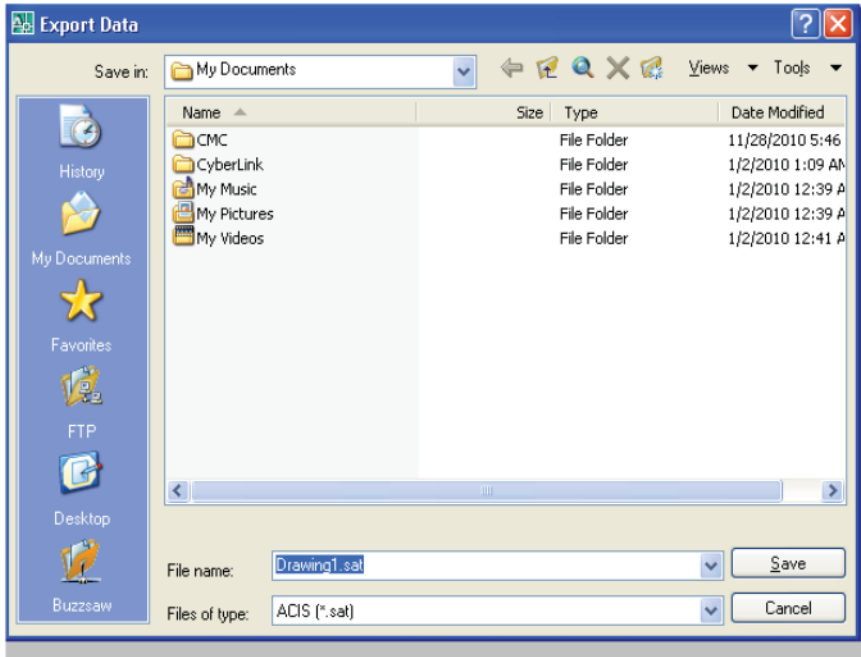 Export Data
Save in: My Documents Views Tools
Name Size Type Date Modified
CMC File Folder 11/28/2010 5:46
CyberLink File Folder 1/2/2010 1:09 AM
My Music File Folder 1/2/2010 12:39 A
My Pictures File Folder 1/2/2010 12:39 A
My Videos File Folder 1/2/2010 12:41 A
History
My Documents
Favorites
FTP
Desktop
Buzzsaw
File name: Drawing1.sat Save
Files of type: ACIS (*.sat) Cancel